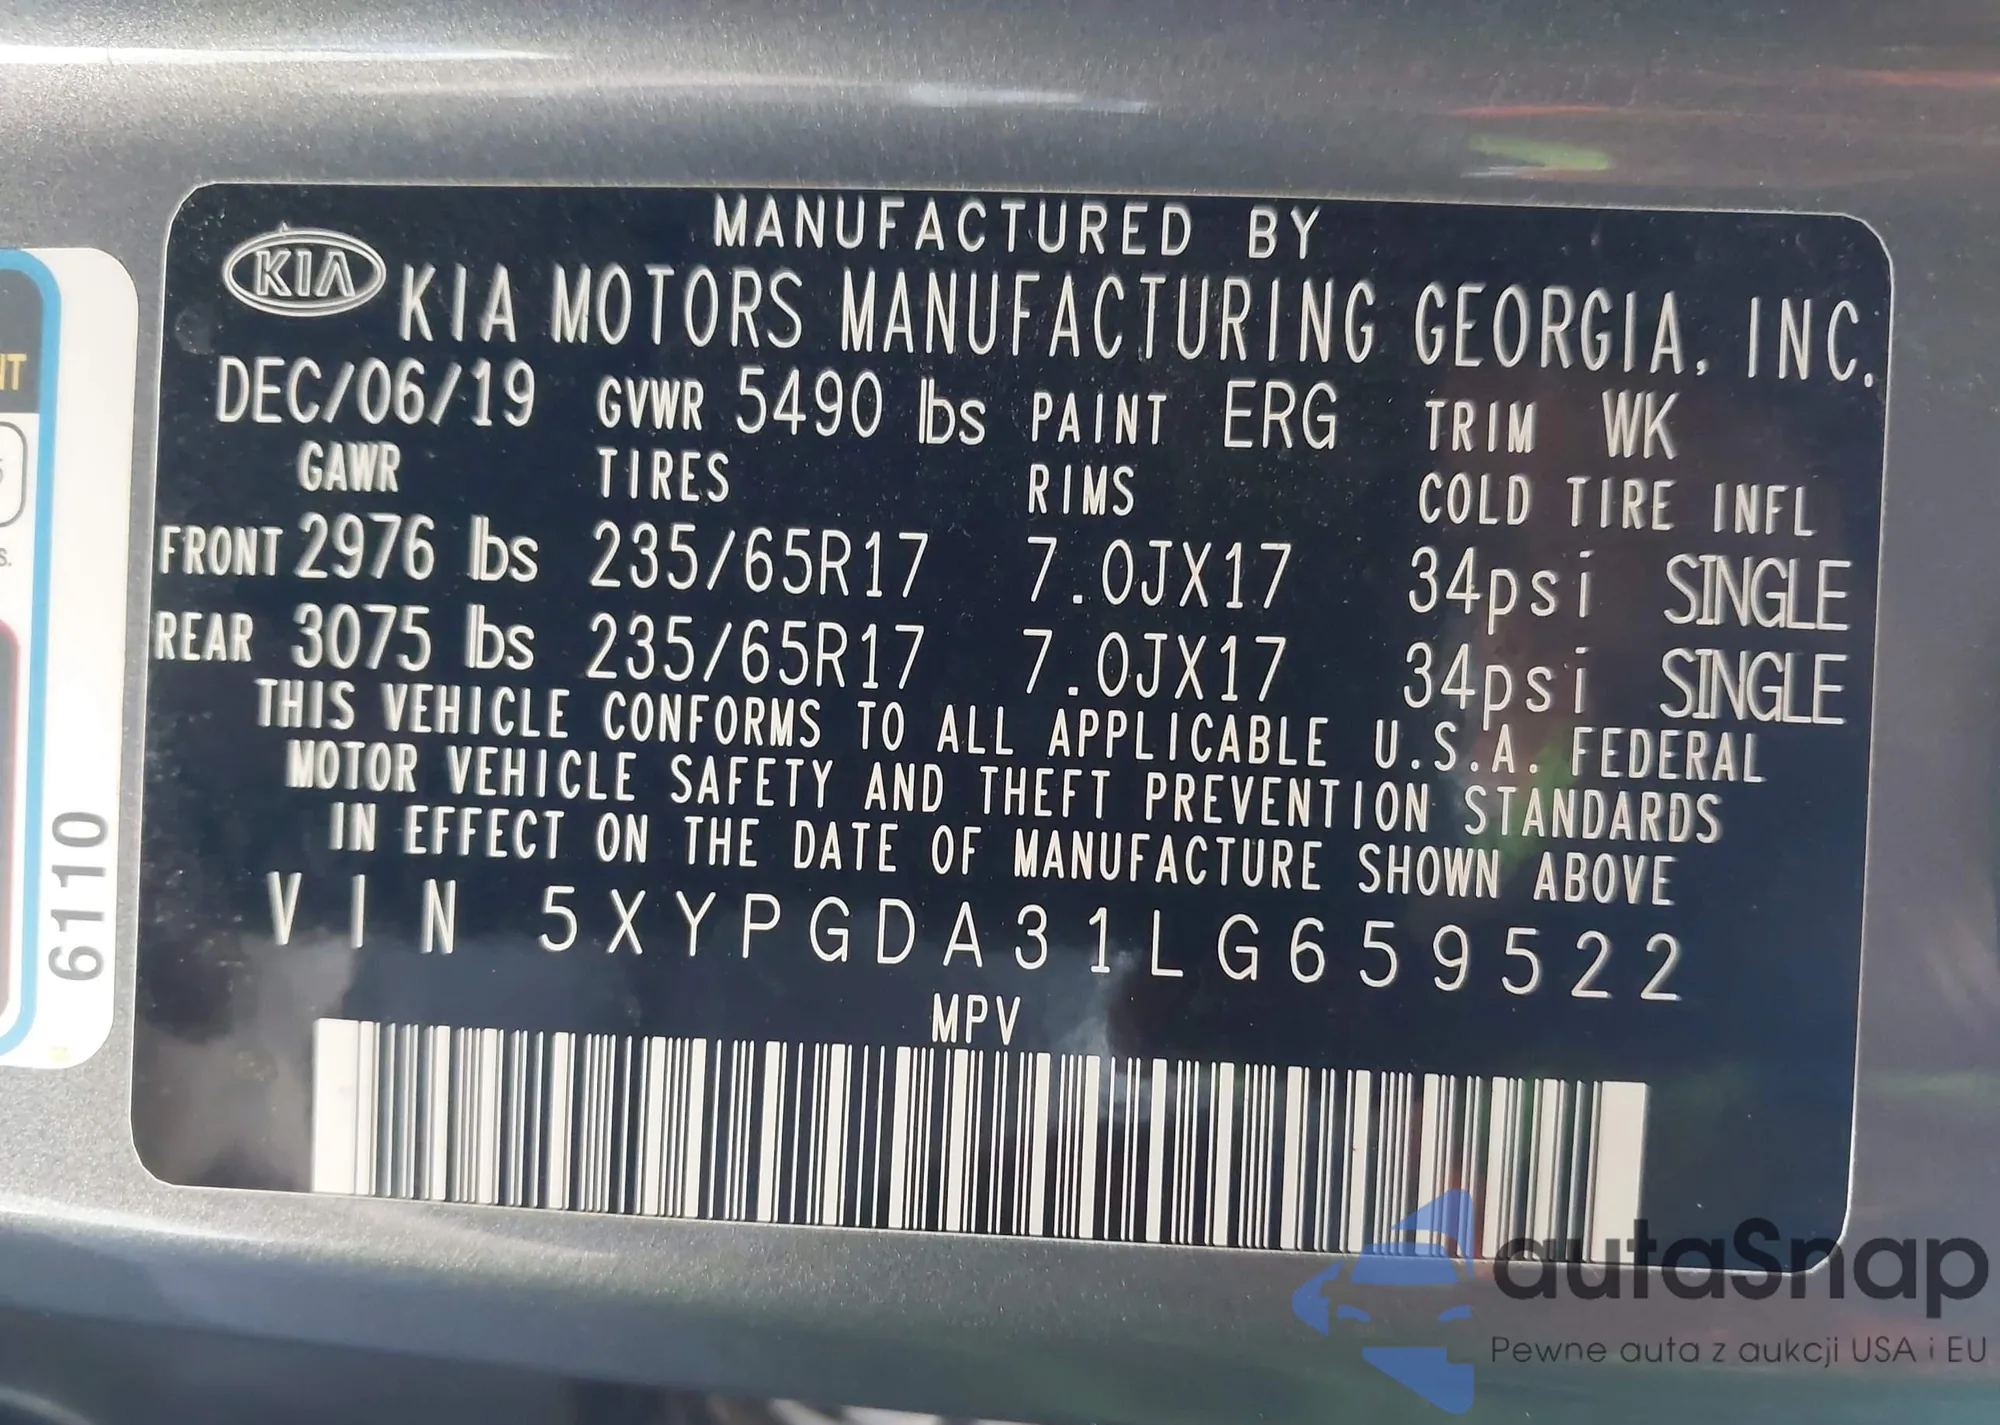 MANUFACTURED BY
KIA KIA MOTORS MANUFACTURING GEORGIA, INC.
DEC/06/19 GVWR 5490 lbs PAINT ERG TRIM WK
GAWR TIRES RIMS COLD TIRE INFL
FRONT 2976 lbs 235/65R17 7.0JX17 34psi SINGLE
REAR 3075 lbs 235/65R17 7.0JX17 34psi SINGLE
THIS VEHICLE CONFORMS TO ALL APPLICABLE U.S.A. FEDERAL
MOTOR VEHICLE SAFETY AND THEFT PREVENTION STANDARDS
IN EFFECT ON THE DATE OF MANUFACTURE SHOWN ABOVE
VIN 5XYPGDA31LG659522
MPV
6110
autaSnap
Pewne auta z aukcji USA i EU